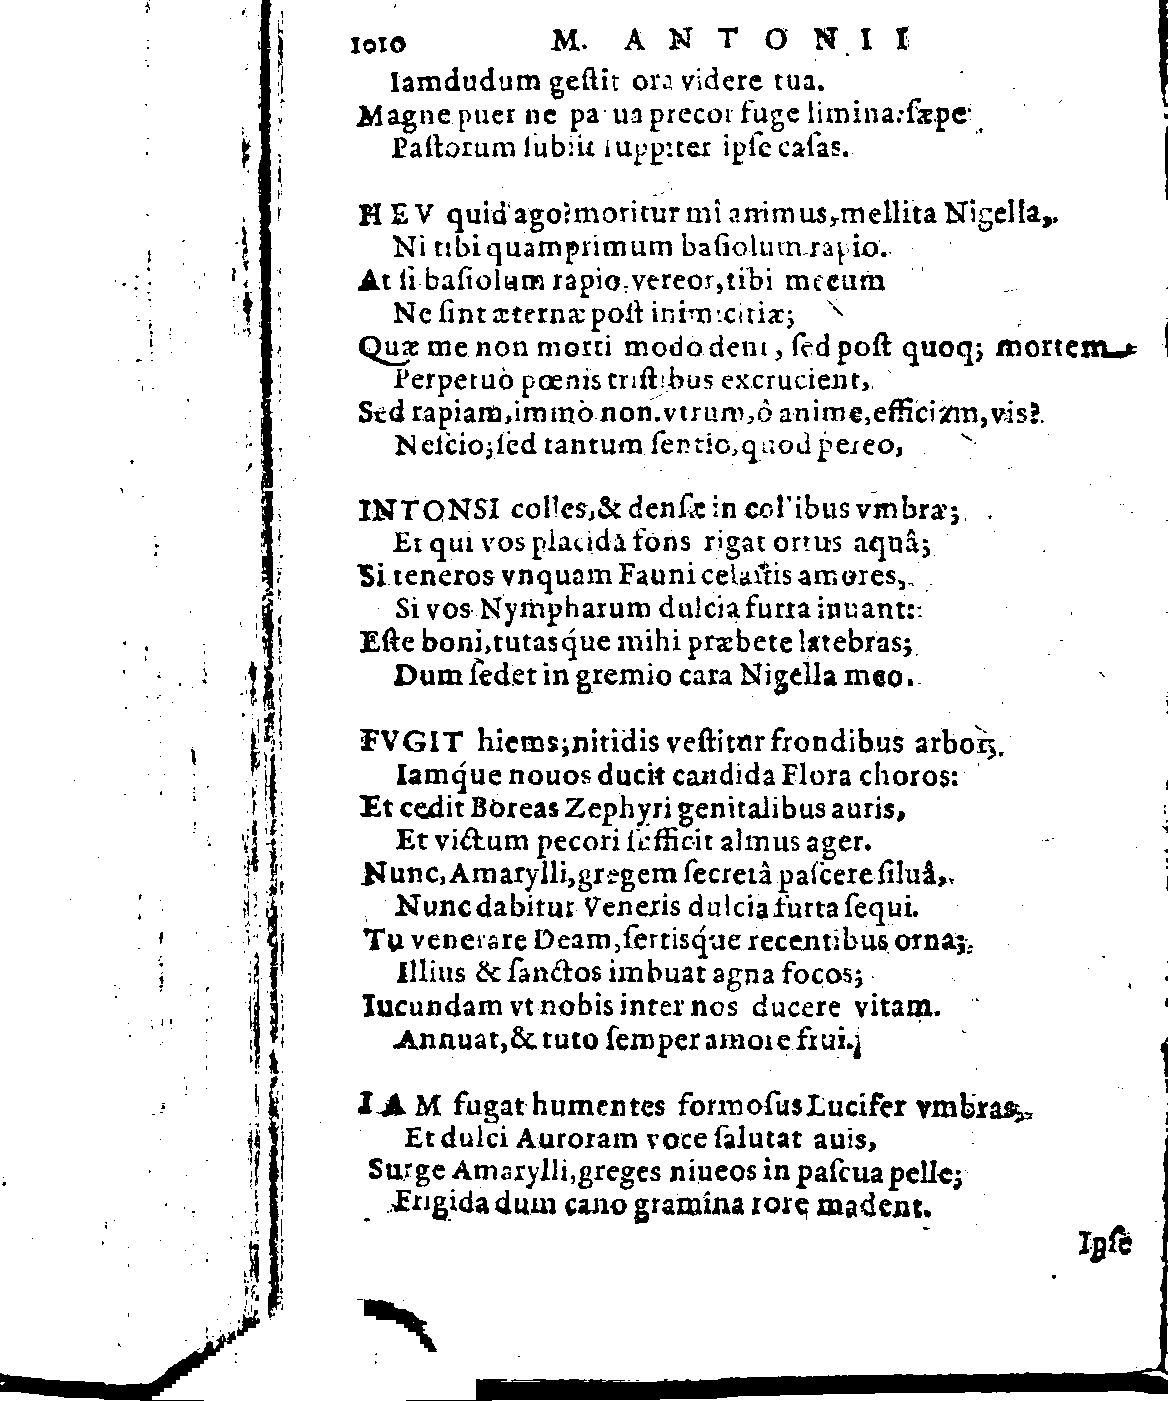 1010 M. ANTONII
Iamdudum geſtit ora videre tua.
Magne puer ne parua precor fuge limina: ſæpe
Paſtorum ſubiit Iuppiter ipſe caſas.
HEV quid ago? moritur mî animus, mellita Nigella,
Ni tibi quamprimum baſiolum rapio.
At ſi baſiolum rapio, vereor, tibi mecum
Ne ſint æternæ poſt inimicitiæ;
Quæ me non morti modo dent, ſed poſt quoq; mortem
Perpetuò pœnis triſtibus excrucient,
Sed rapiam, immò non. vtrum, ô anime, efficiam, vis?
Neſcio; ſed tantum ſentio, quod pereo,
INTONSI colles, & denſæ in collibus vmbræ;
Et qui vos placidà fons rigat ortus aquâ;
Si teneros vnquam Fauni celaſtis amores,
Si vos Nympharum dulcia furta iuuant:
Eſte boni, tutasq́ue mihi præbete latebras;
Dum ſedet in gremio cara Nigella meo.
FVGIT hiems; nitidis veſtitur frondibus arbos.
Iamq́ue nouos ducit candida Flora choros:
Et cedit Boreas Zephyri genitalibus auris,
Et victum pecori ſufficit almus ager.
Nunc, Amarylli, gregem ſecretâ paſcere ſiluâ,
Nunc dabitur Veneris dulcia furta ſequi.
Tu venerare Deam, ſertisq́ue recentibus orna;
Illius & ſanctos imbuat agna focos;
Iucundam vt nobis inter nos ducere vitam.
Annuat, & tuto ſemper amore frui.
IAM fugat humentes formoſus Lucifer vmbras,
Et dulci Auroram voce ſalutat auis,
Surge Amarylli, greges niueos in paſcua pelle;
Frigida dum cano gramina rore madent.
Ipſe